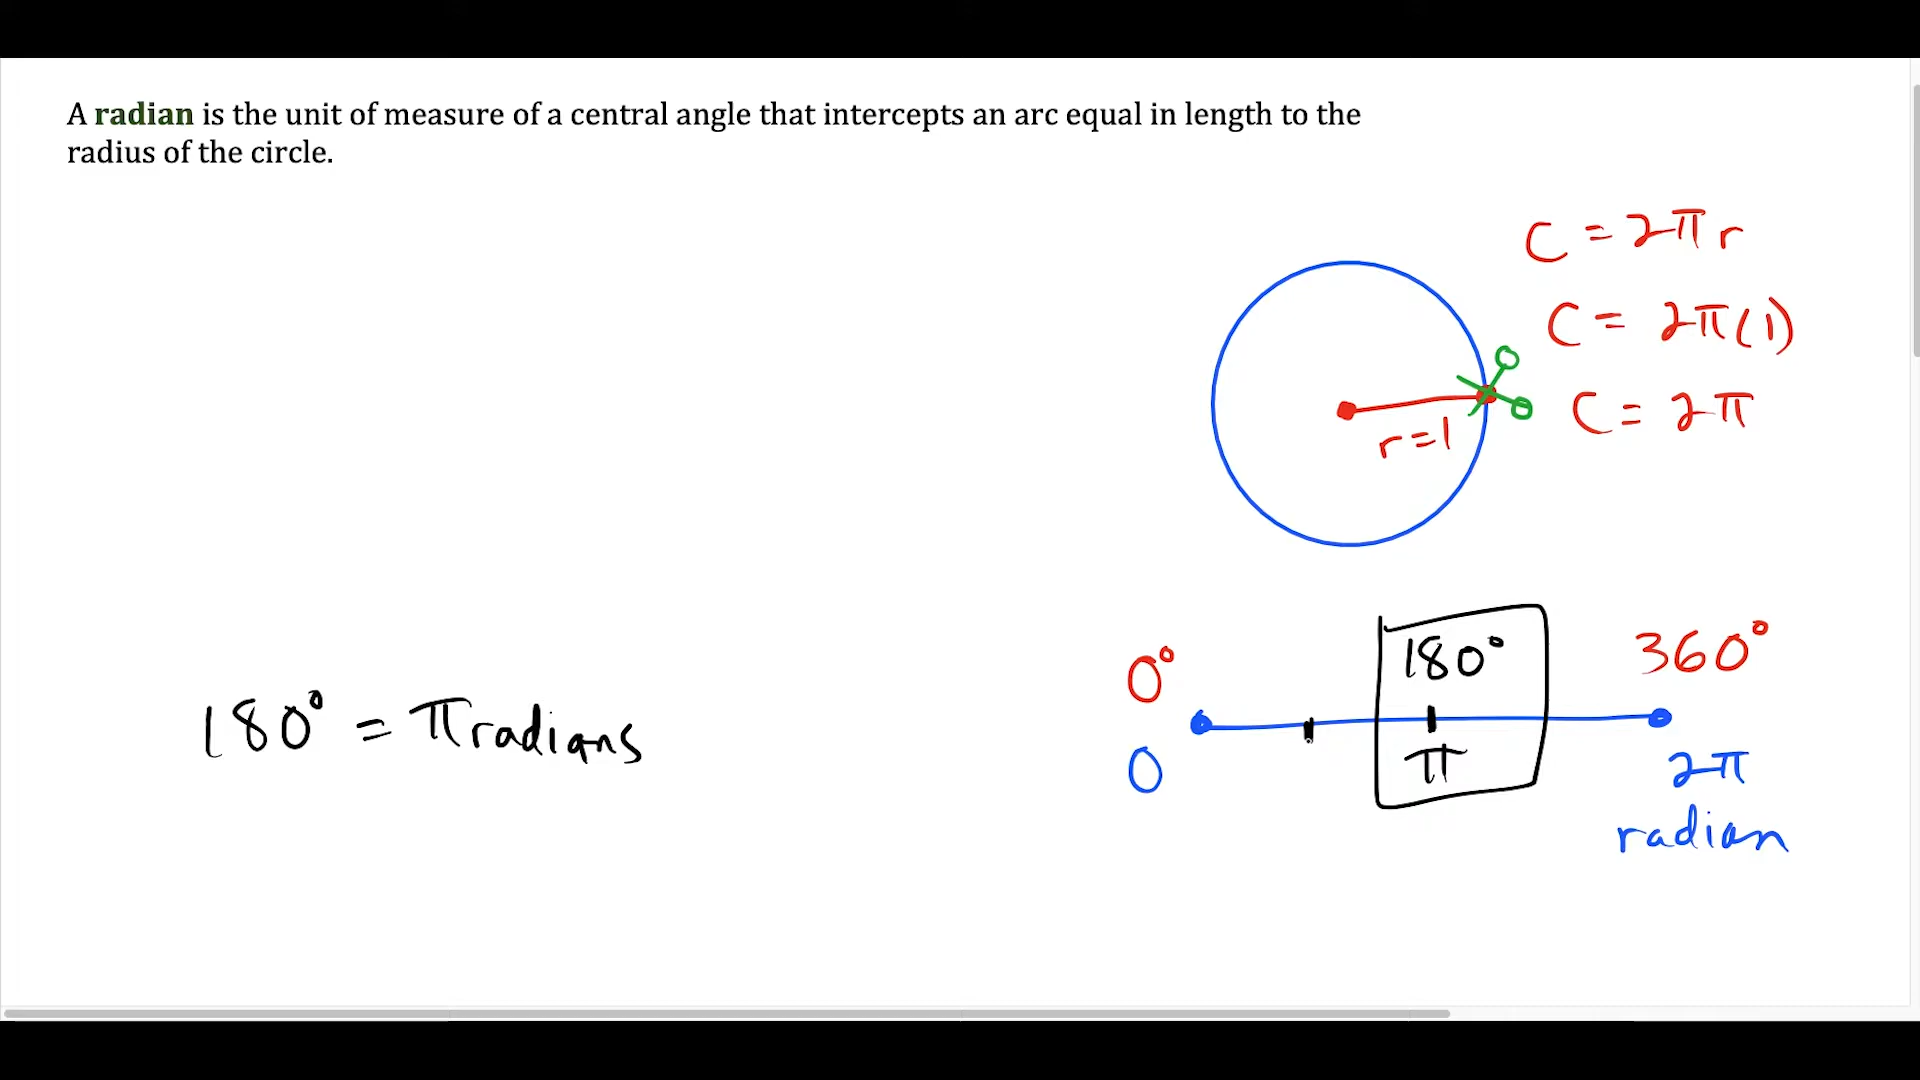 A radian is the unit of measure of a central angle that intercepts an arc equal in length to the
radius of the circle.
C = 2πr
C = 2π(1)
C = 2π
r=1
0° 180° 360°
0 π 2π
radian
180° = π radians